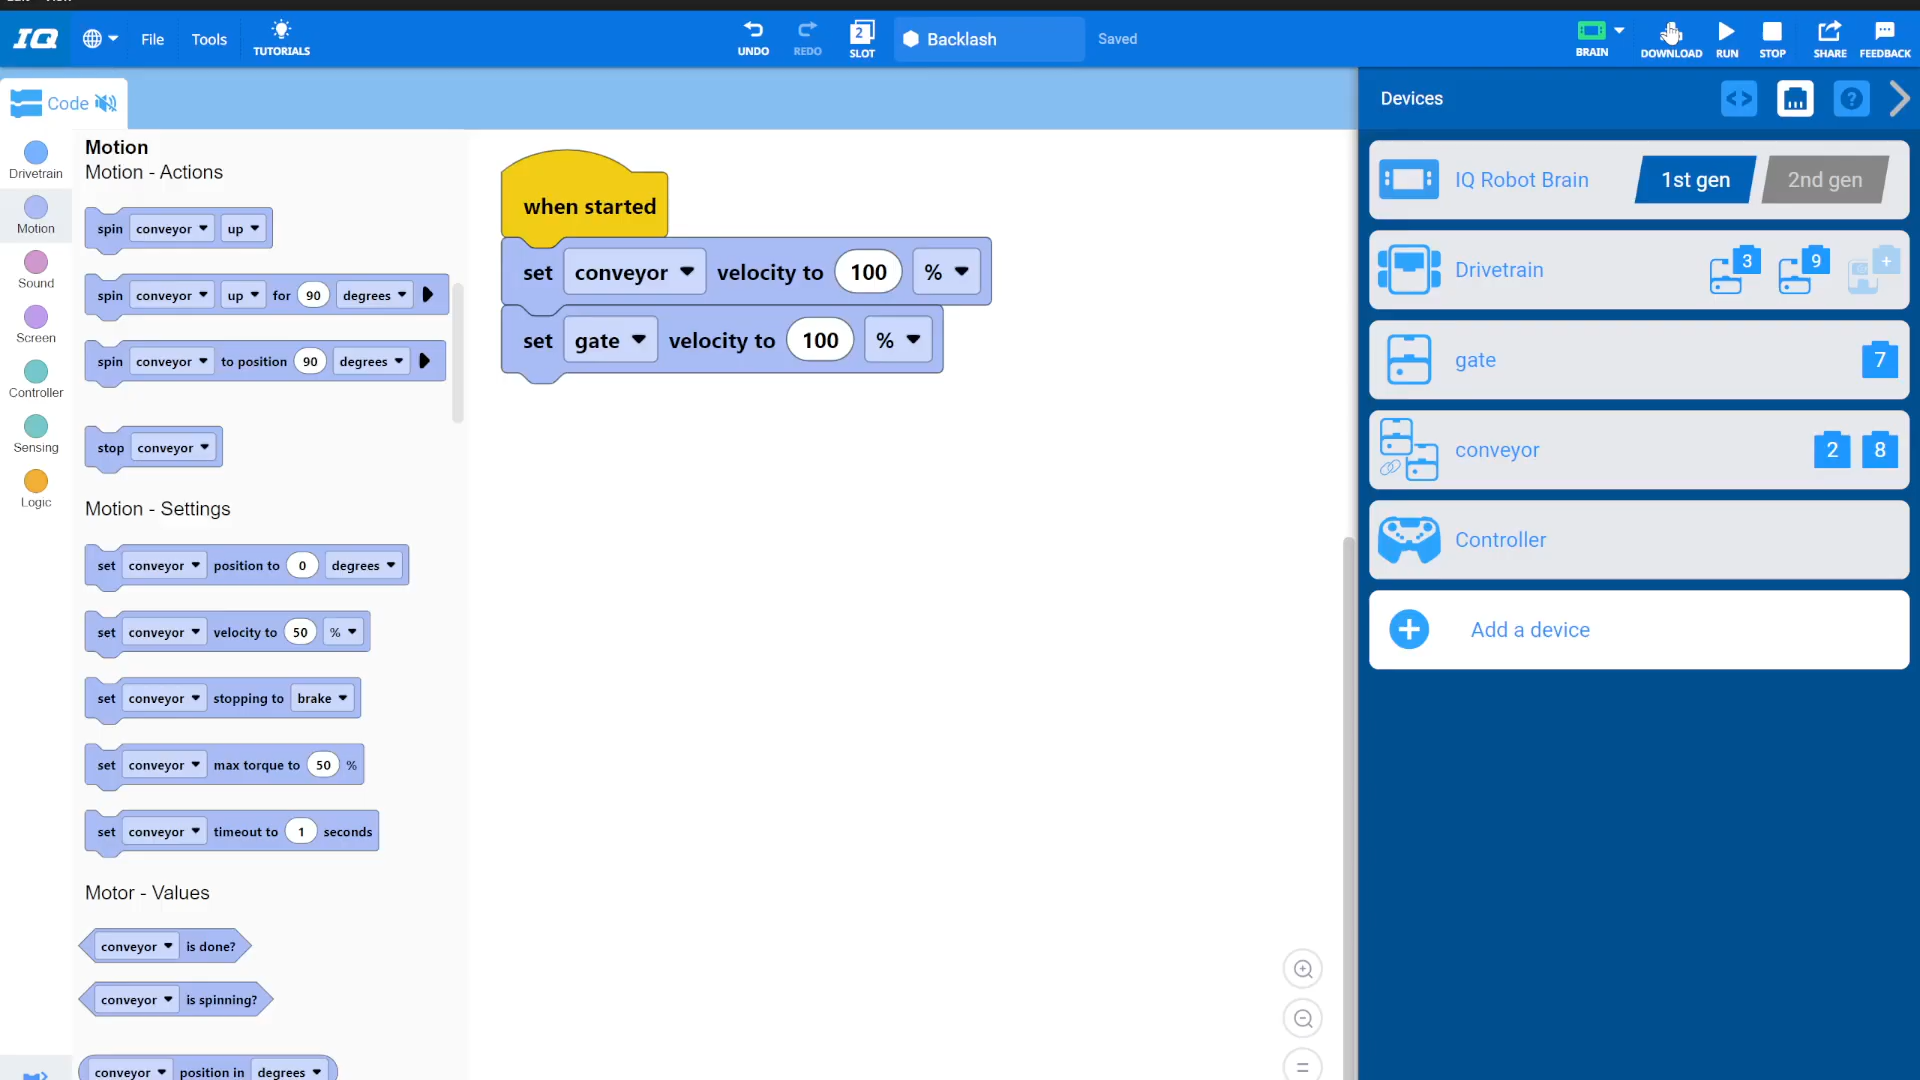 IQ File Tools TUTORIALS UNDO REDO 2 SLOT Backlash Saved BRAIN DOWNLOAD RUN STOP SHARE FEEDBACK
Code
Devices
Drivetrain
Motion
Sound
Screen
Controller
Sensing
Logic
Motion
Motion - Actions
spin conveyor up
spin conveyor up for 90 degrees
spin conveyor to position 90 degrees
stop conveyor
Motion - Settings
set conveyor position to 0 degrees
set conveyor velocity to 50 %
set conveyor stopping to brake
set conveyor max torque to 50 %
set conveyor timeout to 1 seconds
Motor - Values
conveyor is done?
conveyor is spinning?
conveyor position in degrees
when started
set conveyor velocity to 100 %
set gate velocity to 100 %
IQ Robot Brain 1st gen 2nd gen
Drivetrain 3 9 +
gate 7
conveyor 2 8
Controller
Add a device